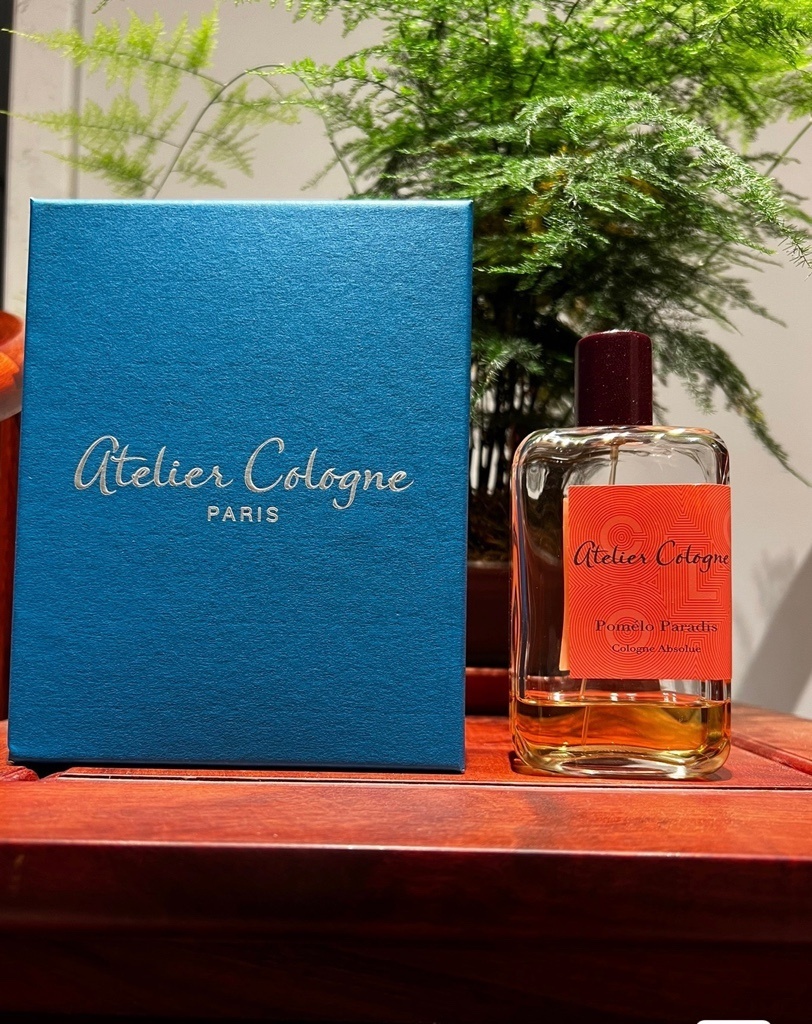 Atelier Cologne
PARIS
Atelier Cologne
Pomélo Paradis
Cologne Absolue